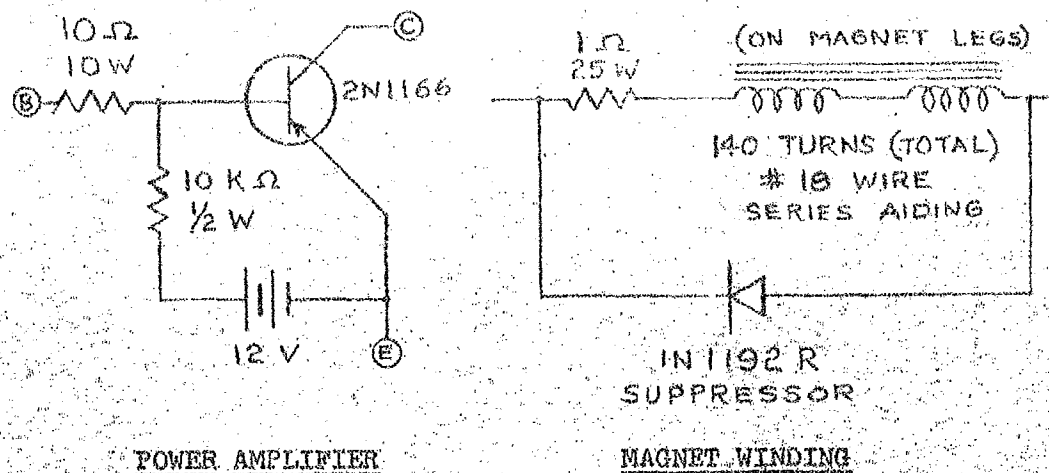 10 Ω
10 W
B
C
2N1166
10 K Ω
1/2 W
12 V
E
POWER AMPLIFIER
1 Ω
25 W
(ON MAGNET LEGS)
140 TURNS (TOTAL)
# 18 WIRE
SERIES AIDING
1N1192 R
SUPPRESSOR
MAGNET WINDING